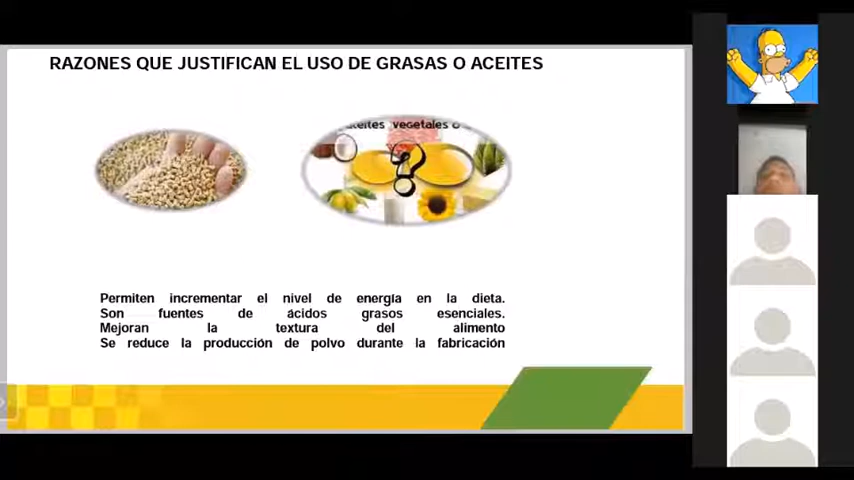 RAZONES QUE JUSTIFICAN EL USO DE GRASAS O ACEITES
aceites vegetales o
?
Permiten incrementar el nivel de energía en la dieta.
Son fuentes de ácidos grasos esenciales.
Mejoran la textura del alimento
Se reduce la producción de polvo durante la fabricación